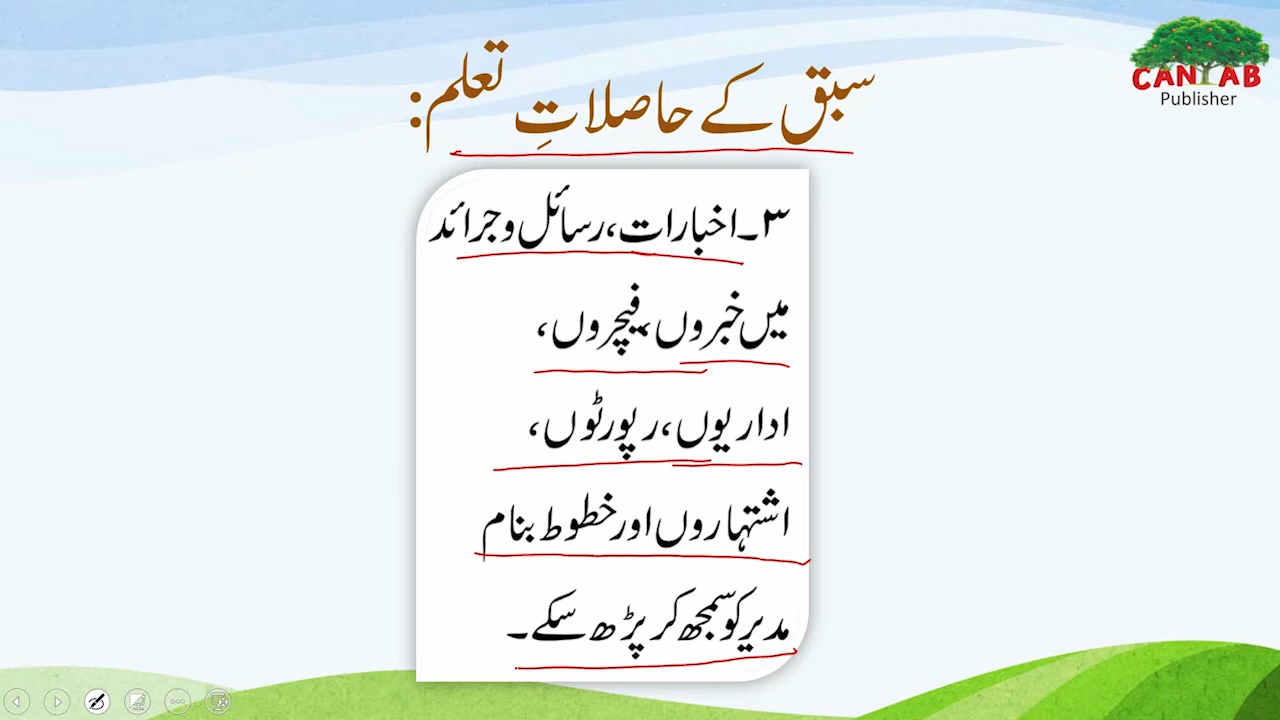 سبق کے حاصلاتِ تعلم:
CANTAB
Publisher
۳۔اخبارات، رسائل و جرائد
میں خبروں، فیچروں،
اداریوں، رپورٹوں،
اشتہاروں اور خطوط بنام
مدیر کو سمجھ کر پڑھ سکے۔